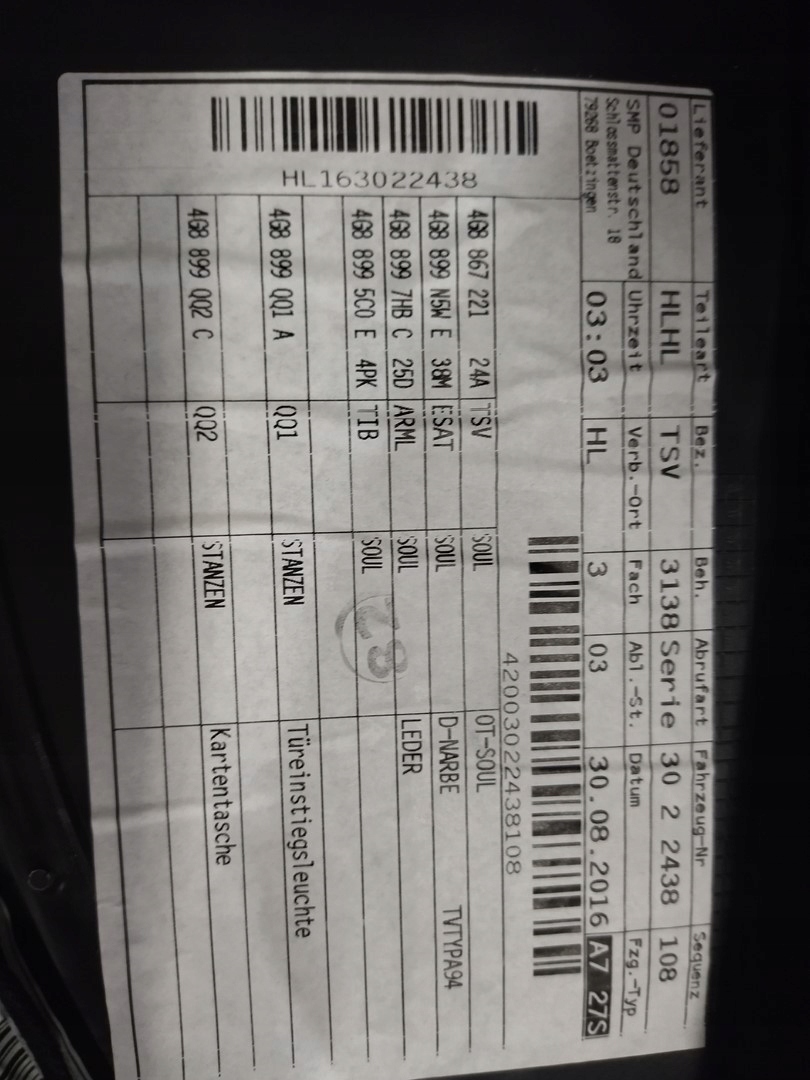 Lieferant Teileart Bez. Beh. Abrufart Fahrzeug-Nr Sequenz
01858 HLHL TSV 3138 Serie 30 2 2438 108
SMP Deutschland Uhrzeit Verb.-Ort Fach Abl.-St. Datum Fzg.-Typ
Schlossmattenstr. 18
79268 Boetzingen 03:03 HL 3 03 30.08.2016 A7 27S
42003022438108
HL163022438
4G8 867 221 24A TSV SOUL OT-SOUL
4G8 899 N5W E 38M ESAT SOUL D-NARBE TVTYPA94
4G8 899 7HB C 25D ARML SOUL LEDER
4G8 899 5C0 E 4PK TIB SOUL
28
4G8 899 QQ1 A QQ1 STANZEN Türeinstiegsleuchte
4G8 899 QQ2 C QQ2 STANZEN Kartentasche